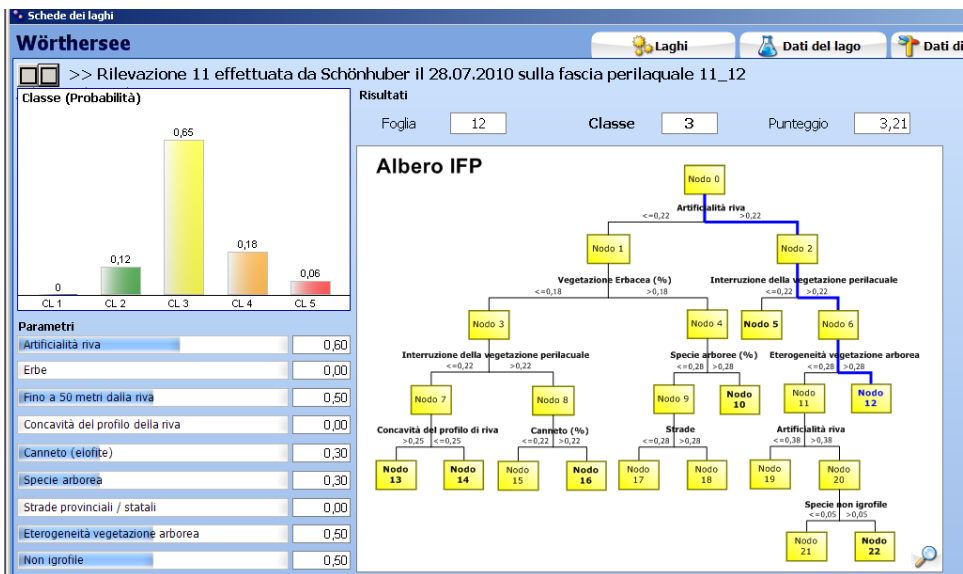 Schede dei laghi
Wörthersee
Laghi
Dati del lago
Dati di
>> Rilevazione 11 effettuata da Schönhuber il 28.07.2010 sulla fascia perilaquale 11_12
Classe (Probabilità)
0,65
0,18
0,12
0,06
0
CL 1 CL 2 CL 3 CL 4 CL 5
Parametri
Artificialità riva 0,60
Erbe 0,00
Fino a 50 metri dalla riva 0,50
Concavità del profilo della riva 0,00
Canneto (elofite) 0,30
Specie arborea 0,30
Strade provinciali / statali 0,00
Eterogeneità vegetazione arborea 0,50
Non igrofile 0,50
Risultati
Foglia 12 Classe 3 Punteggio 3,21
Albero IFP
Nodo 0
Artificialità riva
<=0,22 >0,22
Nodo 1 Nodo 2
Vegetazione Erbacea (%) Interruzione della vegetazione perilacuale
<=0,18 >0,18 <=0,22 >0,22
Nodo 3 Nodo 4 Nodo 5 Nodo 6
Interruzione della vegetazione perilacuale Specie arboree (%) Eterogeneità vegetazione arborea
<=0,22 >0,22 <=0,28 >0,28 <=0,28 >0,28
Nodo 7 Nodo 8 Nodo 9 Nodo 10 Nodo 11 Nodo 12
Concavità del profilo di riva Canneto (%) Strade Artificialità riva
>0,25 <=0,25 <=0,22 >0,22 <=0,28 >0,28 <=0,38 >0,38
Nodo 13 Nodo 14 Nodo 15 Nodo 16 Nodo 17 Nodo 18 Nodo 19 Nodo 20
Specie non igrofile
<=0,05 >0,05
Nodo 21 Nodo 22